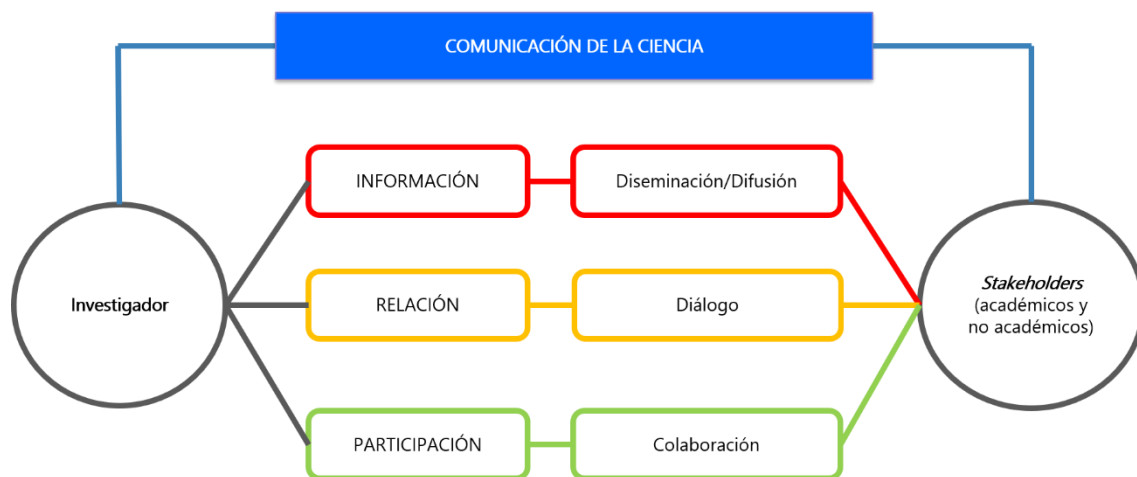 COMUNICACIÓN DE LA CIENCIA
INFORMACIÓN
Diseminación/Difusión
Investigador
RELACIÓN
Diálogo
Stakeholders
(académicos y
no académicos)
PARTICIPACIÓN
Colaboración